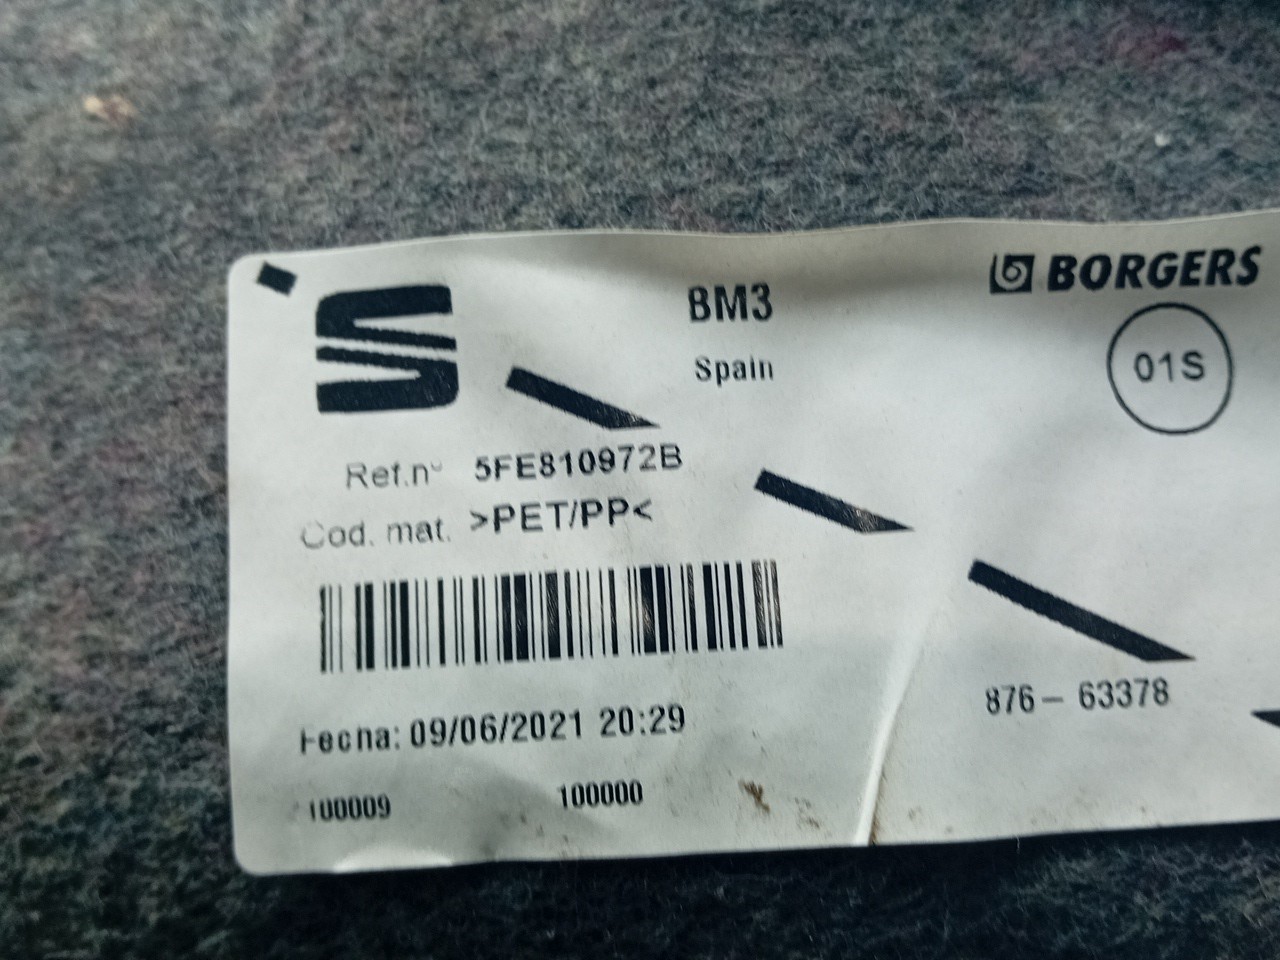 BM3
BORGERS
Spain
01S
Ref.nº 5FE810972B
Cod. mat. >PET/PP<
876- 63378
Fecha: 09/06/2021 20:29
100009 100000